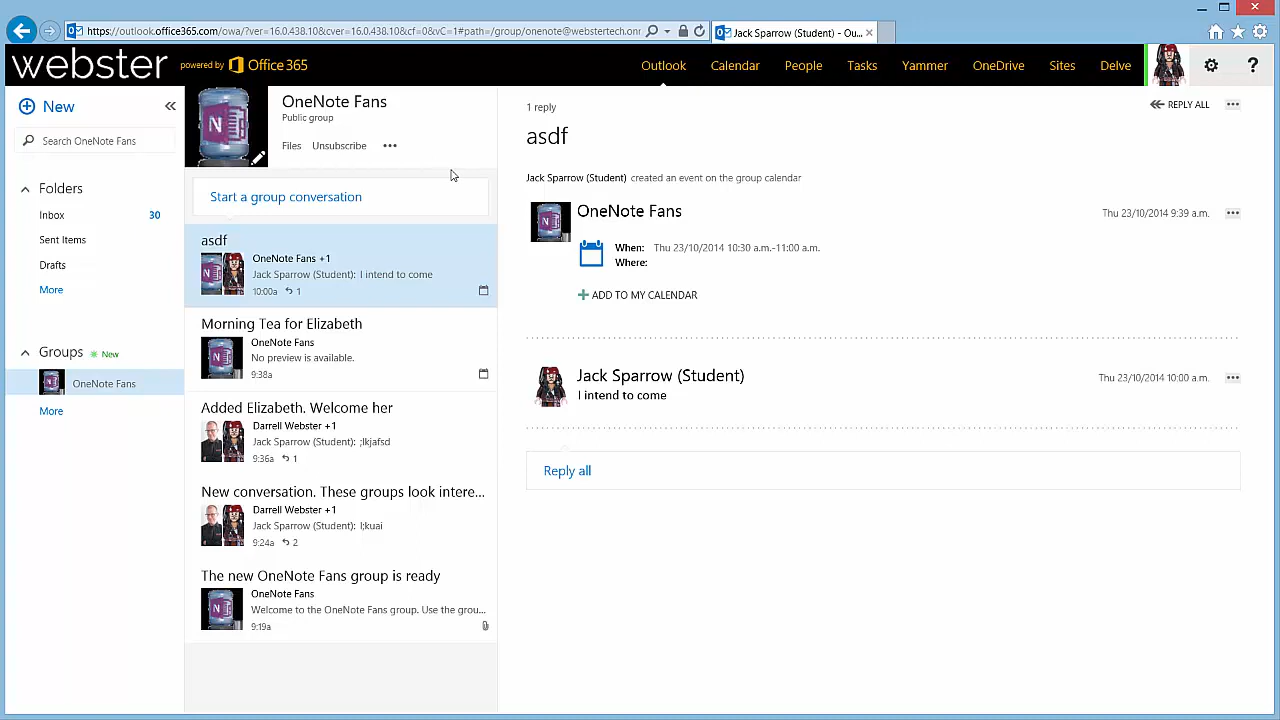 https://outlook.office365.com/owa/?ver=16.0.438.10&cver=16.0.438.10&cf=0&vC=1#path=/group/onenote@webstertech.onr
Jack Sparrow (Student) - Ou...
webster powered by Office 365
Outlook Calendar People Tasks Yammer OneDrive Sites Delve ?
New
Search OneNote Fans
Folders
Inbox 30
Sent Items
Drafts
More
Groups New
OneNote Fans
More
OneNote Fans
Public group
Files Unsubscribe •••
Start a group conversation
asdf
OneNote Fans +1
Jack Sparrow (Student): I intend to come
10:00a 1
Morning Tea for Elizabeth
OneNote Fans
No preview is available.
9:38a
Added Elizabeth. Welcome her
Darrell Webster +1
Jack Sparrow (Student): ;lkjafsd
9:36a 1
New conversation. These groups look intere...
Darrell Webster +1
Jack Sparrow (Student): l;kuai
9:24a 2
The new OneNote Fans group is ready
OneNote Fans
Welcome to the OneNote Fans group. Use the grou...
9:19a
1 reply
REPLY ALL •••
asdf
Jack Sparrow (Student) created an event on the group calendar
OneNote Fans
Thu 23/10/2014 9:39 a.m. •••
When: Thu 23/10/2014 10:30 a.m.-11:00 a.m.
Where:
ADD TO MY CALENDAR
Jack Sparrow (Student)
Thu 23/10/2014 10:00 a.m. •••
I intend to come
Reply all